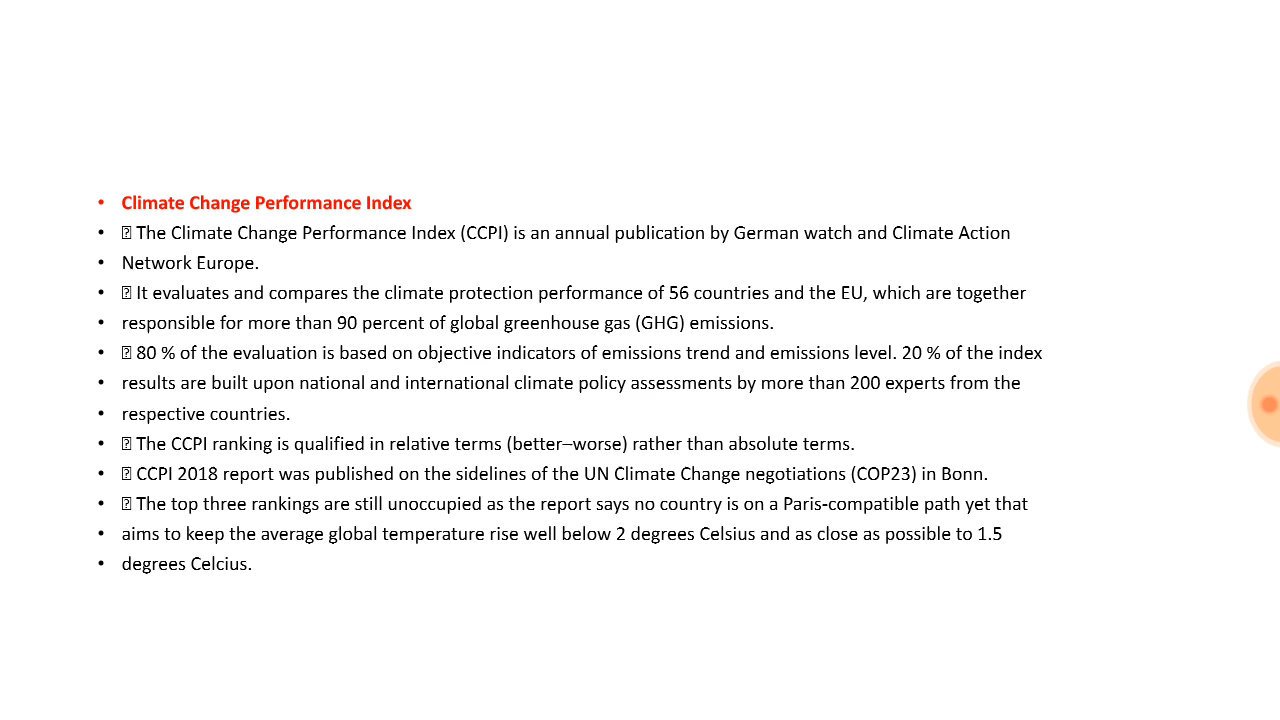 • Climate Change Performance Index
• ⍰ The Climate Change Performance Index (CCPI) is an annual publication by German watch and Climate Action
• Network Europe.
• ⍰ It evaluates and compares the climate protection performance of 56 countries and the EU, which are together
• responsible for more than 90 percent of global greenhouse gas (GHG) emissions.
• ⍰ 80 % of the evaluation is based on objective indicators of emissions trend and emissions level. 20 % of the index
• results are built upon national and international climate policy assessments by more than 200 experts from the
• respective countries.
• ⍰ The CCPI ranking is qualified in relative terms (better–worse) rather than absolute terms.
• ⍰ CCPI 2018 report was published on the sidelines of the UN Climate Change negotiations (COP23) in Bonn.
• ⍰ The top three rankings are still unoccupied as the report says no country is on a Paris-compatible path yet that
• aims to keep the average global temperature rise well below 2 degrees Celsius and as close as possible to 1.5
• degrees Celcius.